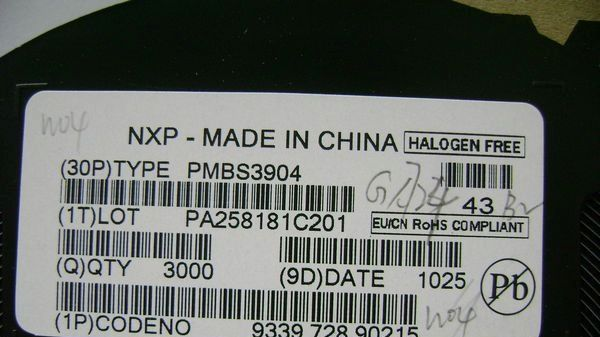 w04
NXP - MADE IN CHINA HALOGEN FREE
(30P)TYPE PMBS3904
43
(1T)LOT PA258181C201 EU/CN RoHS COMPLIANT
(Q)QTY 3000 (9D)DATE 1025
Pb
(1P)CODENO 9339 728 90215 w04